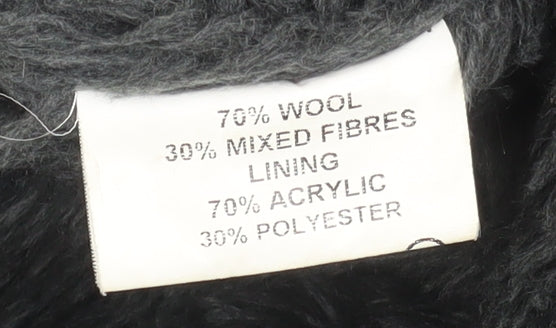 70% WOOL
30% MIXED FIBRES
LINING
70% ACRYLIC
30% POLYESTER